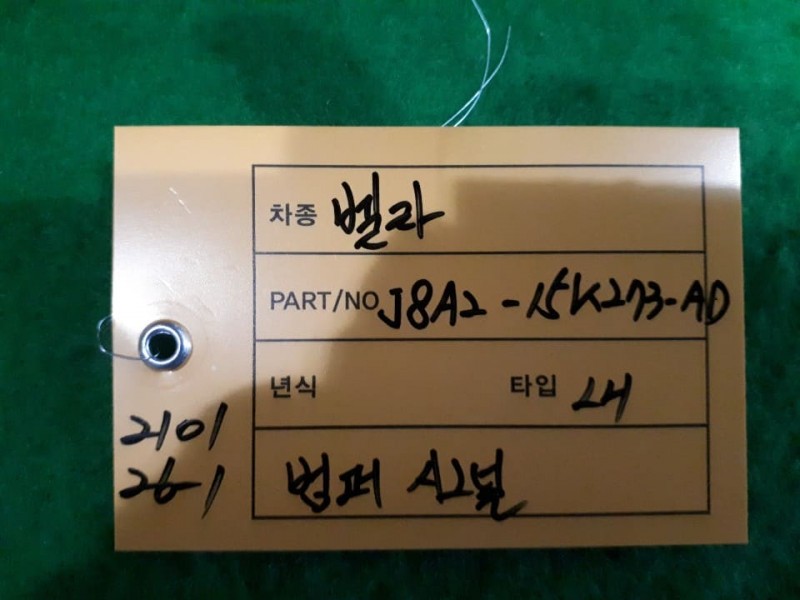 차종 벨라
PART/NO J8A2-15K273-AD
년식 타입 LH
범퍼 시그널
2101
261